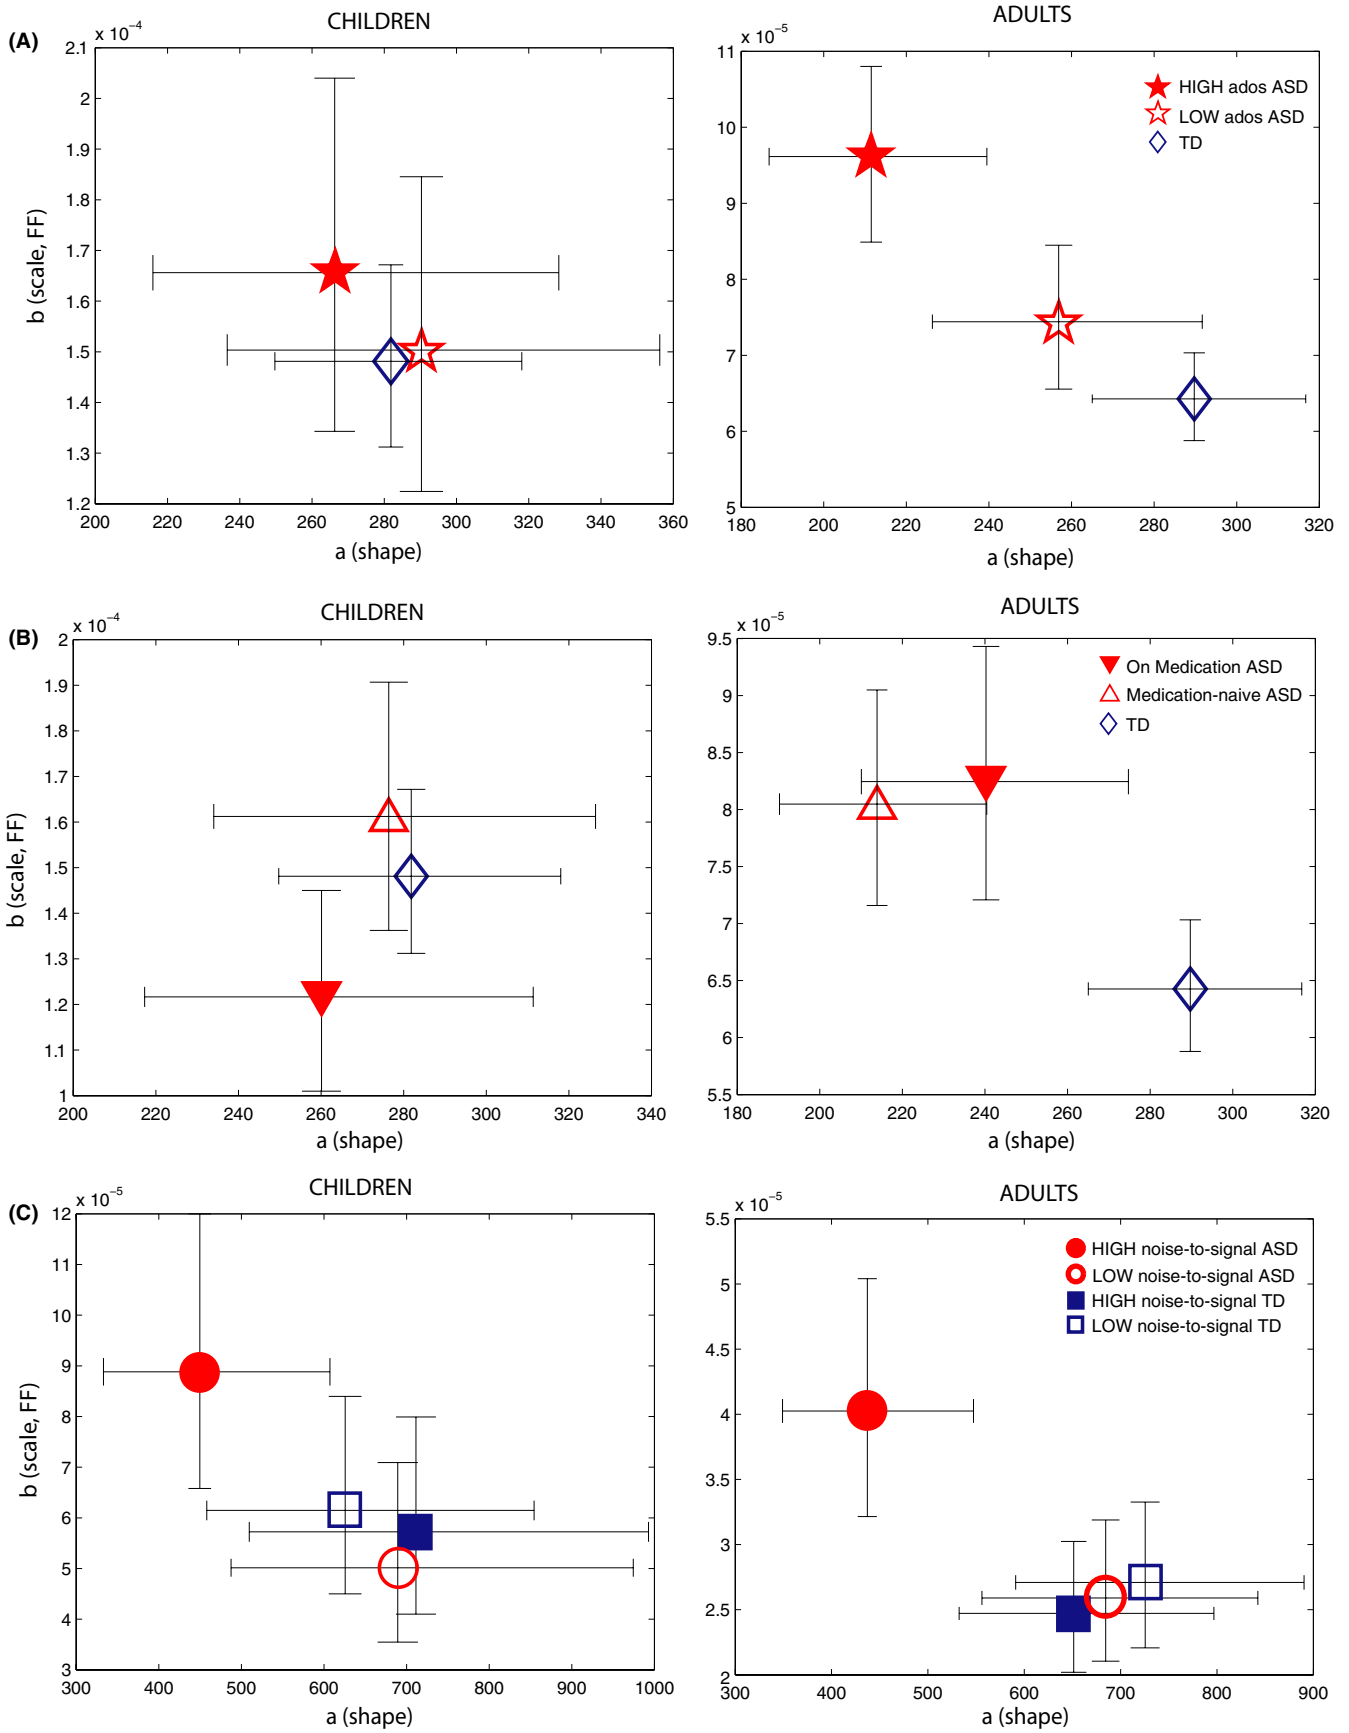 CHILDREN
ADULTS
(A)
x 10⁻⁴
2.1
2
1.9
1.8
1.7
1.6
1.5
1.4
1.3
1.2
b (scale, FF)
200 220 240 260 280 300 320 340 360
a (shape)
x 10⁻⁵
11
10
9
8
7
6
5
HIGH ados ASD
LOW ados ASD
TD
180 200 220 240 260 280 300 320
a (shape)
CHILDREN
ADULTS
(B)
x 10⁻⁴
2
1.9
1.8
1.7
1.6
1.5
1.4
1.3
1.2
1.1
1
b (scale, FF)
200 220 240 260 280 300 320 340
a (shape)
x 10⁻⁵
9.5
9
8.5
8
7.5
7
6.5
6
5.5
On Medication ASD
Medication-naive ASD
TD
180 200 220 240 260 280 300 320
a (shape)
CHILDREN
ADULTS
(C)
x 10⁻⁵
12
11
10
9
8
7
6
5
4
3
b (scale, FF)
300 400 500 600 700 800 900 1000
a (shape)
x 10⁻⁵
5.5
5
4.5
4
3.5
3
2.5
2
HIGH noise-to-signal ASD
LOW noise-to-signal ASD
HIGH noise-to-signal TD
LOW noise-to-signal TD
300 400 500 600 700 800 900
a (shape)